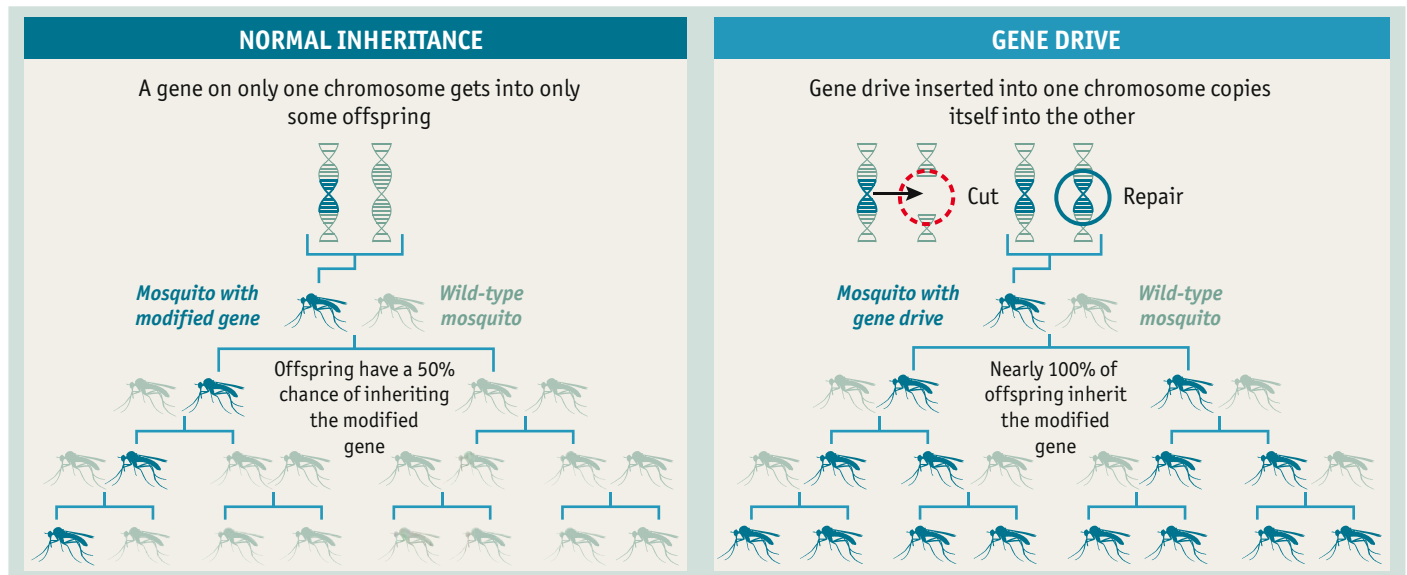 NORMAL INHERITANCE
A gene on only one chromosome gets into only
some offspring
Mosquito with
modified gene
Wild-type
mosquito
Offspring have a 50%
chance of inheriting
the modified
gene
GENE DRIVE
Gene drive inserted into one chromosome copies
itself into the other
Cut
Repair
Mosquito with
gene drive
Wild-type
mosquito
Nearly 100% of
offspring inherit
the modified
gene